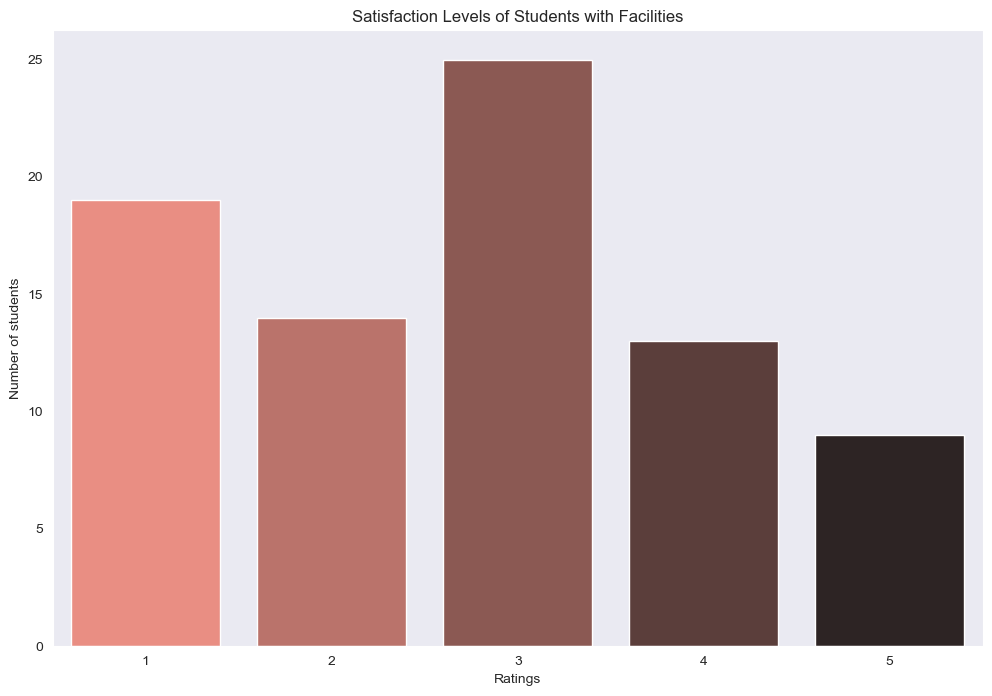 Satisfaction Levels of Students with Facilities
Number of students
25
20
15
10
5
0
1 2 3 4 5
Ratings